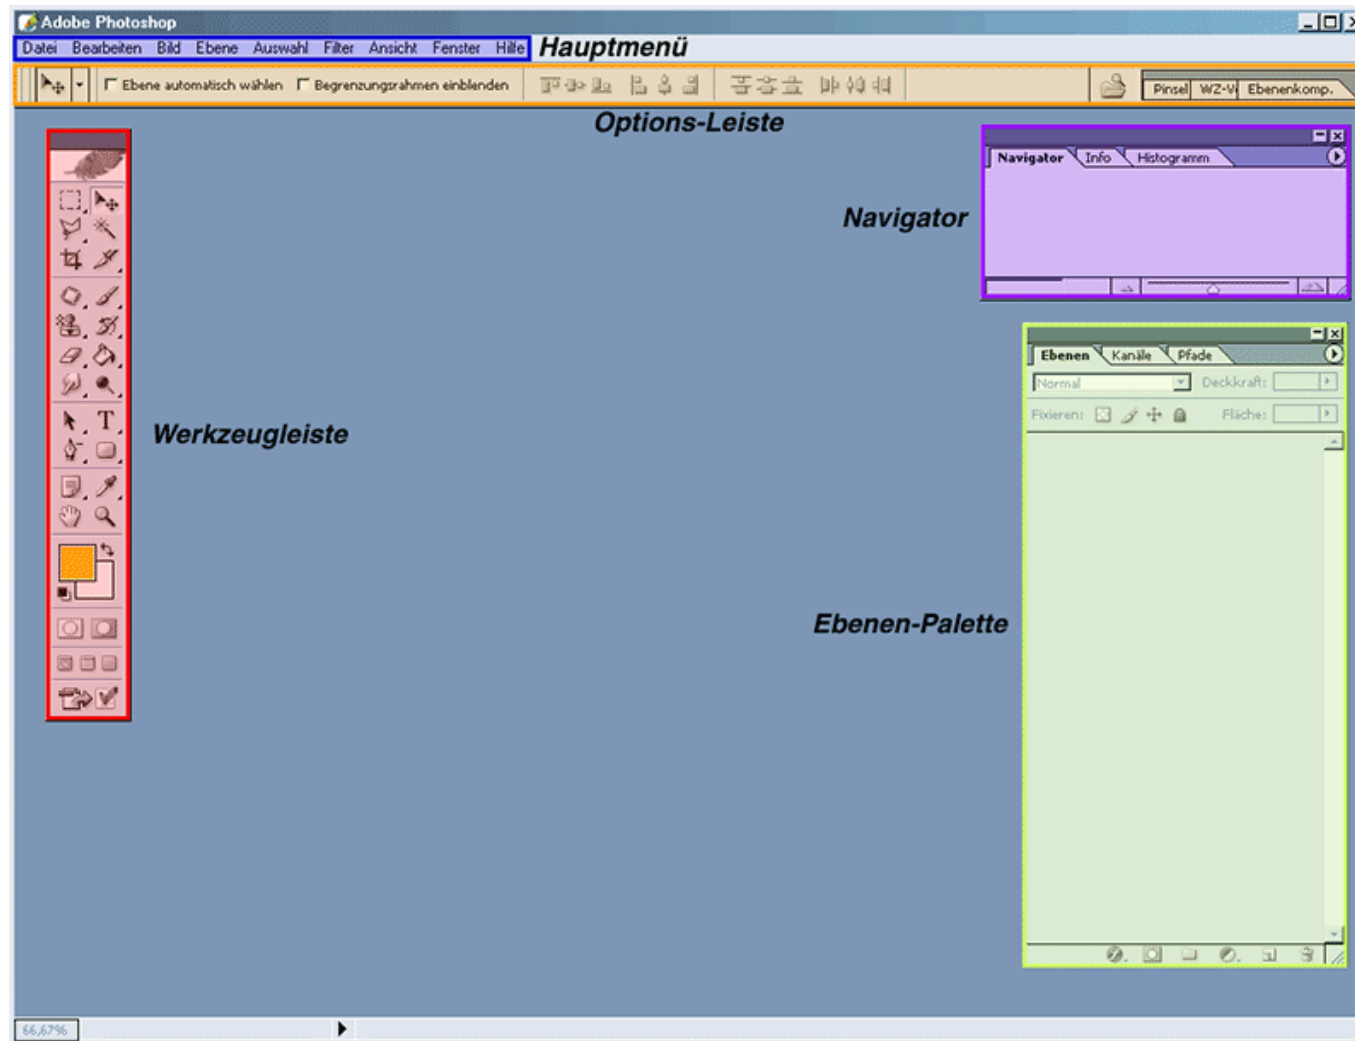 Adobe Photoshop
Datei Bearbeiten Bild Ebene Auswahl Filter Ansicht Fenster Hilfe
Hauptmenü
Ebene automatisch wählen Begrenzungsrahmen einblenden
Pinsel WZ-V Ebenenkomp.
Options-Leiste
Navigator Info Histogramm
Navigator
Ebenen Kanäle Pfade
Normal Deckkraft:
Fixieren: Fläche:
T
Werkzeugleiste
Ebenen-Palette
66,67%